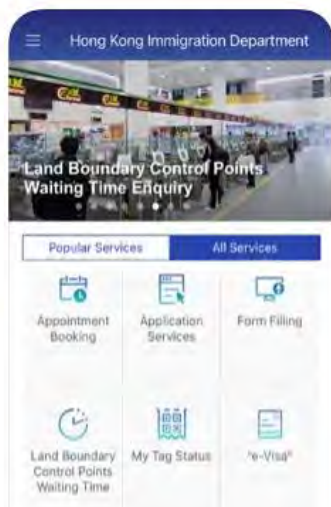 Hong Kong Immigration Department
Land Boundary Control Points
Waiting Time Enquiry
Popular Services
All Services
Appointment
Booking
Application
Services
Form Filling
Land Boundary
Control Points
Waiting Time
My Tag Status
"e-Visa"